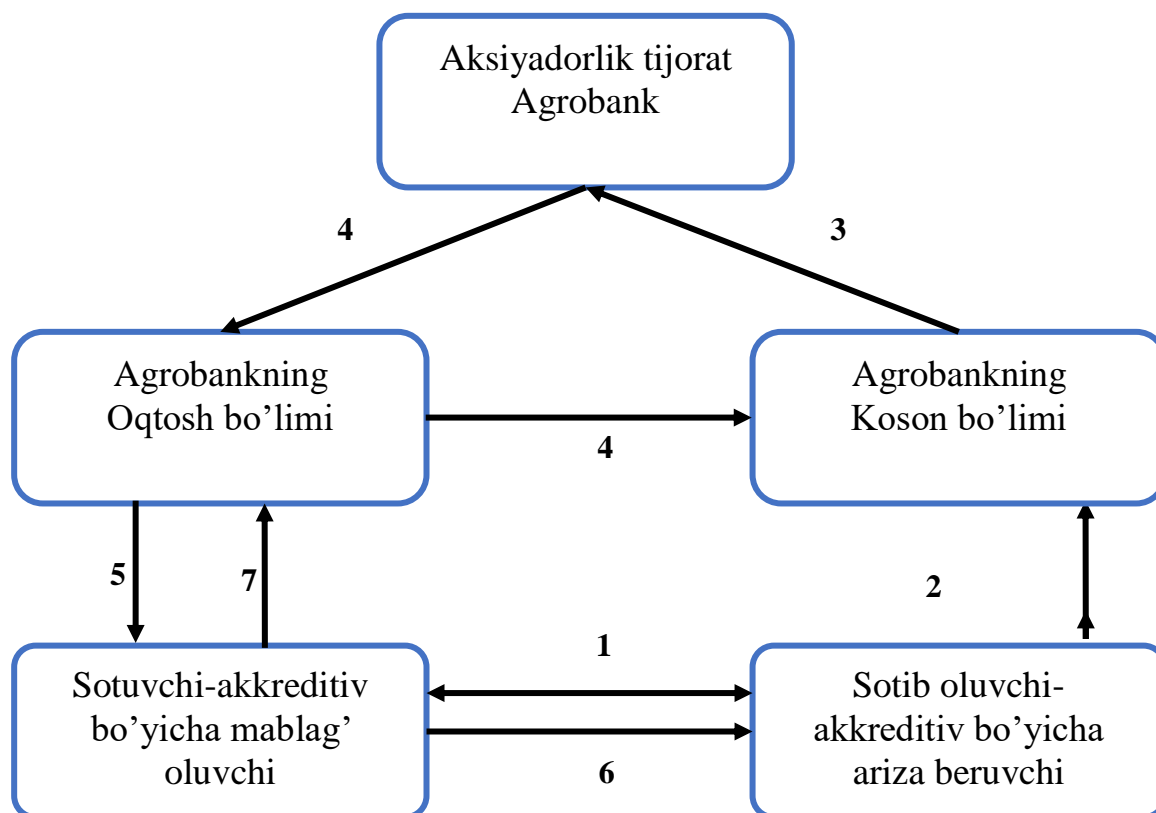 Aksiyadorlik tijorat
Agrobank
4
3
Agrobankning
Oqtosh bo’limi
Agrobankning
Koson bo’limi
4
5
7
2
1
Sotuvchi-akkreditiv
bo’yicha mablag’
oluvchi
Sotib oluvchi-
akkreditiv bo’yicha
ariza beruvchi
6